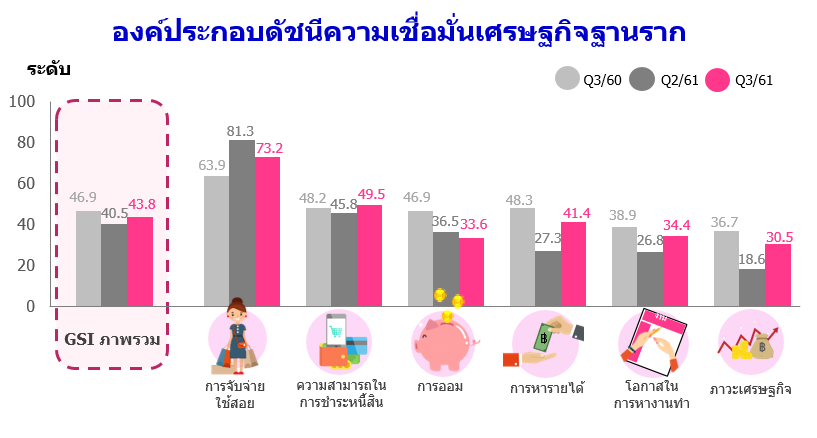 องค์ประกอบดัชนีความเชื่อมั่นเศรษฐกิจฐานราก
ระดับ
Q3/60 Q2/61 Q3/61
100
80
60
40
20
0
46.9 40.5 43.8
63.9 81.3 73.2
48.2 45.8 49.5
46.9 36.5 33.6
48.3 27.3 41.4
38.9 26.8 34.4
36.7 18.6 30.5
GSI ภาพรวม
การจับจ่าย
ใช้สอย
ความสามารถใน
การชำระหนี้สิน
การออม
การหารายได้
โอกาสใน
การหางานทำ
ภาวะเศรษฐกิจ
฿
฿